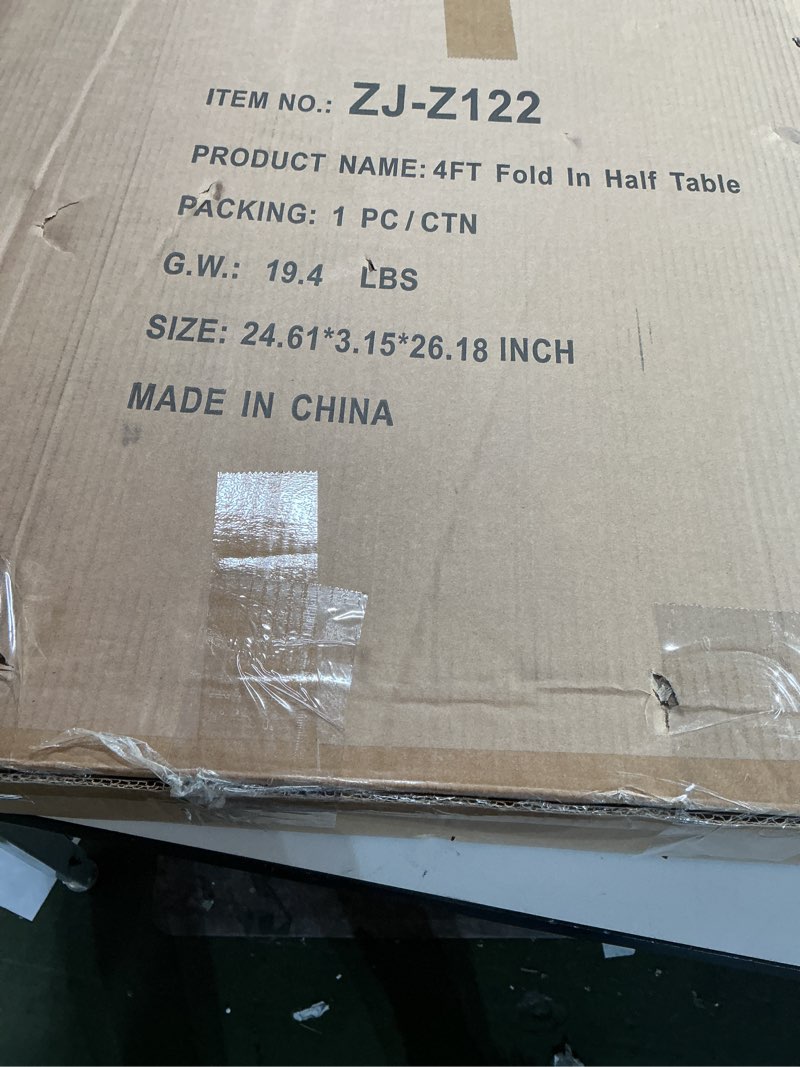 ITEM NO.: ZJ-Z122
PRODUCT NAME: 4FT Fold In Half Table
PACKING: 1 PC/CTN
G.W.: 19.4 LBS
SIZE: 24.61*3.15*26.18 INCH
MADE IN CHINA